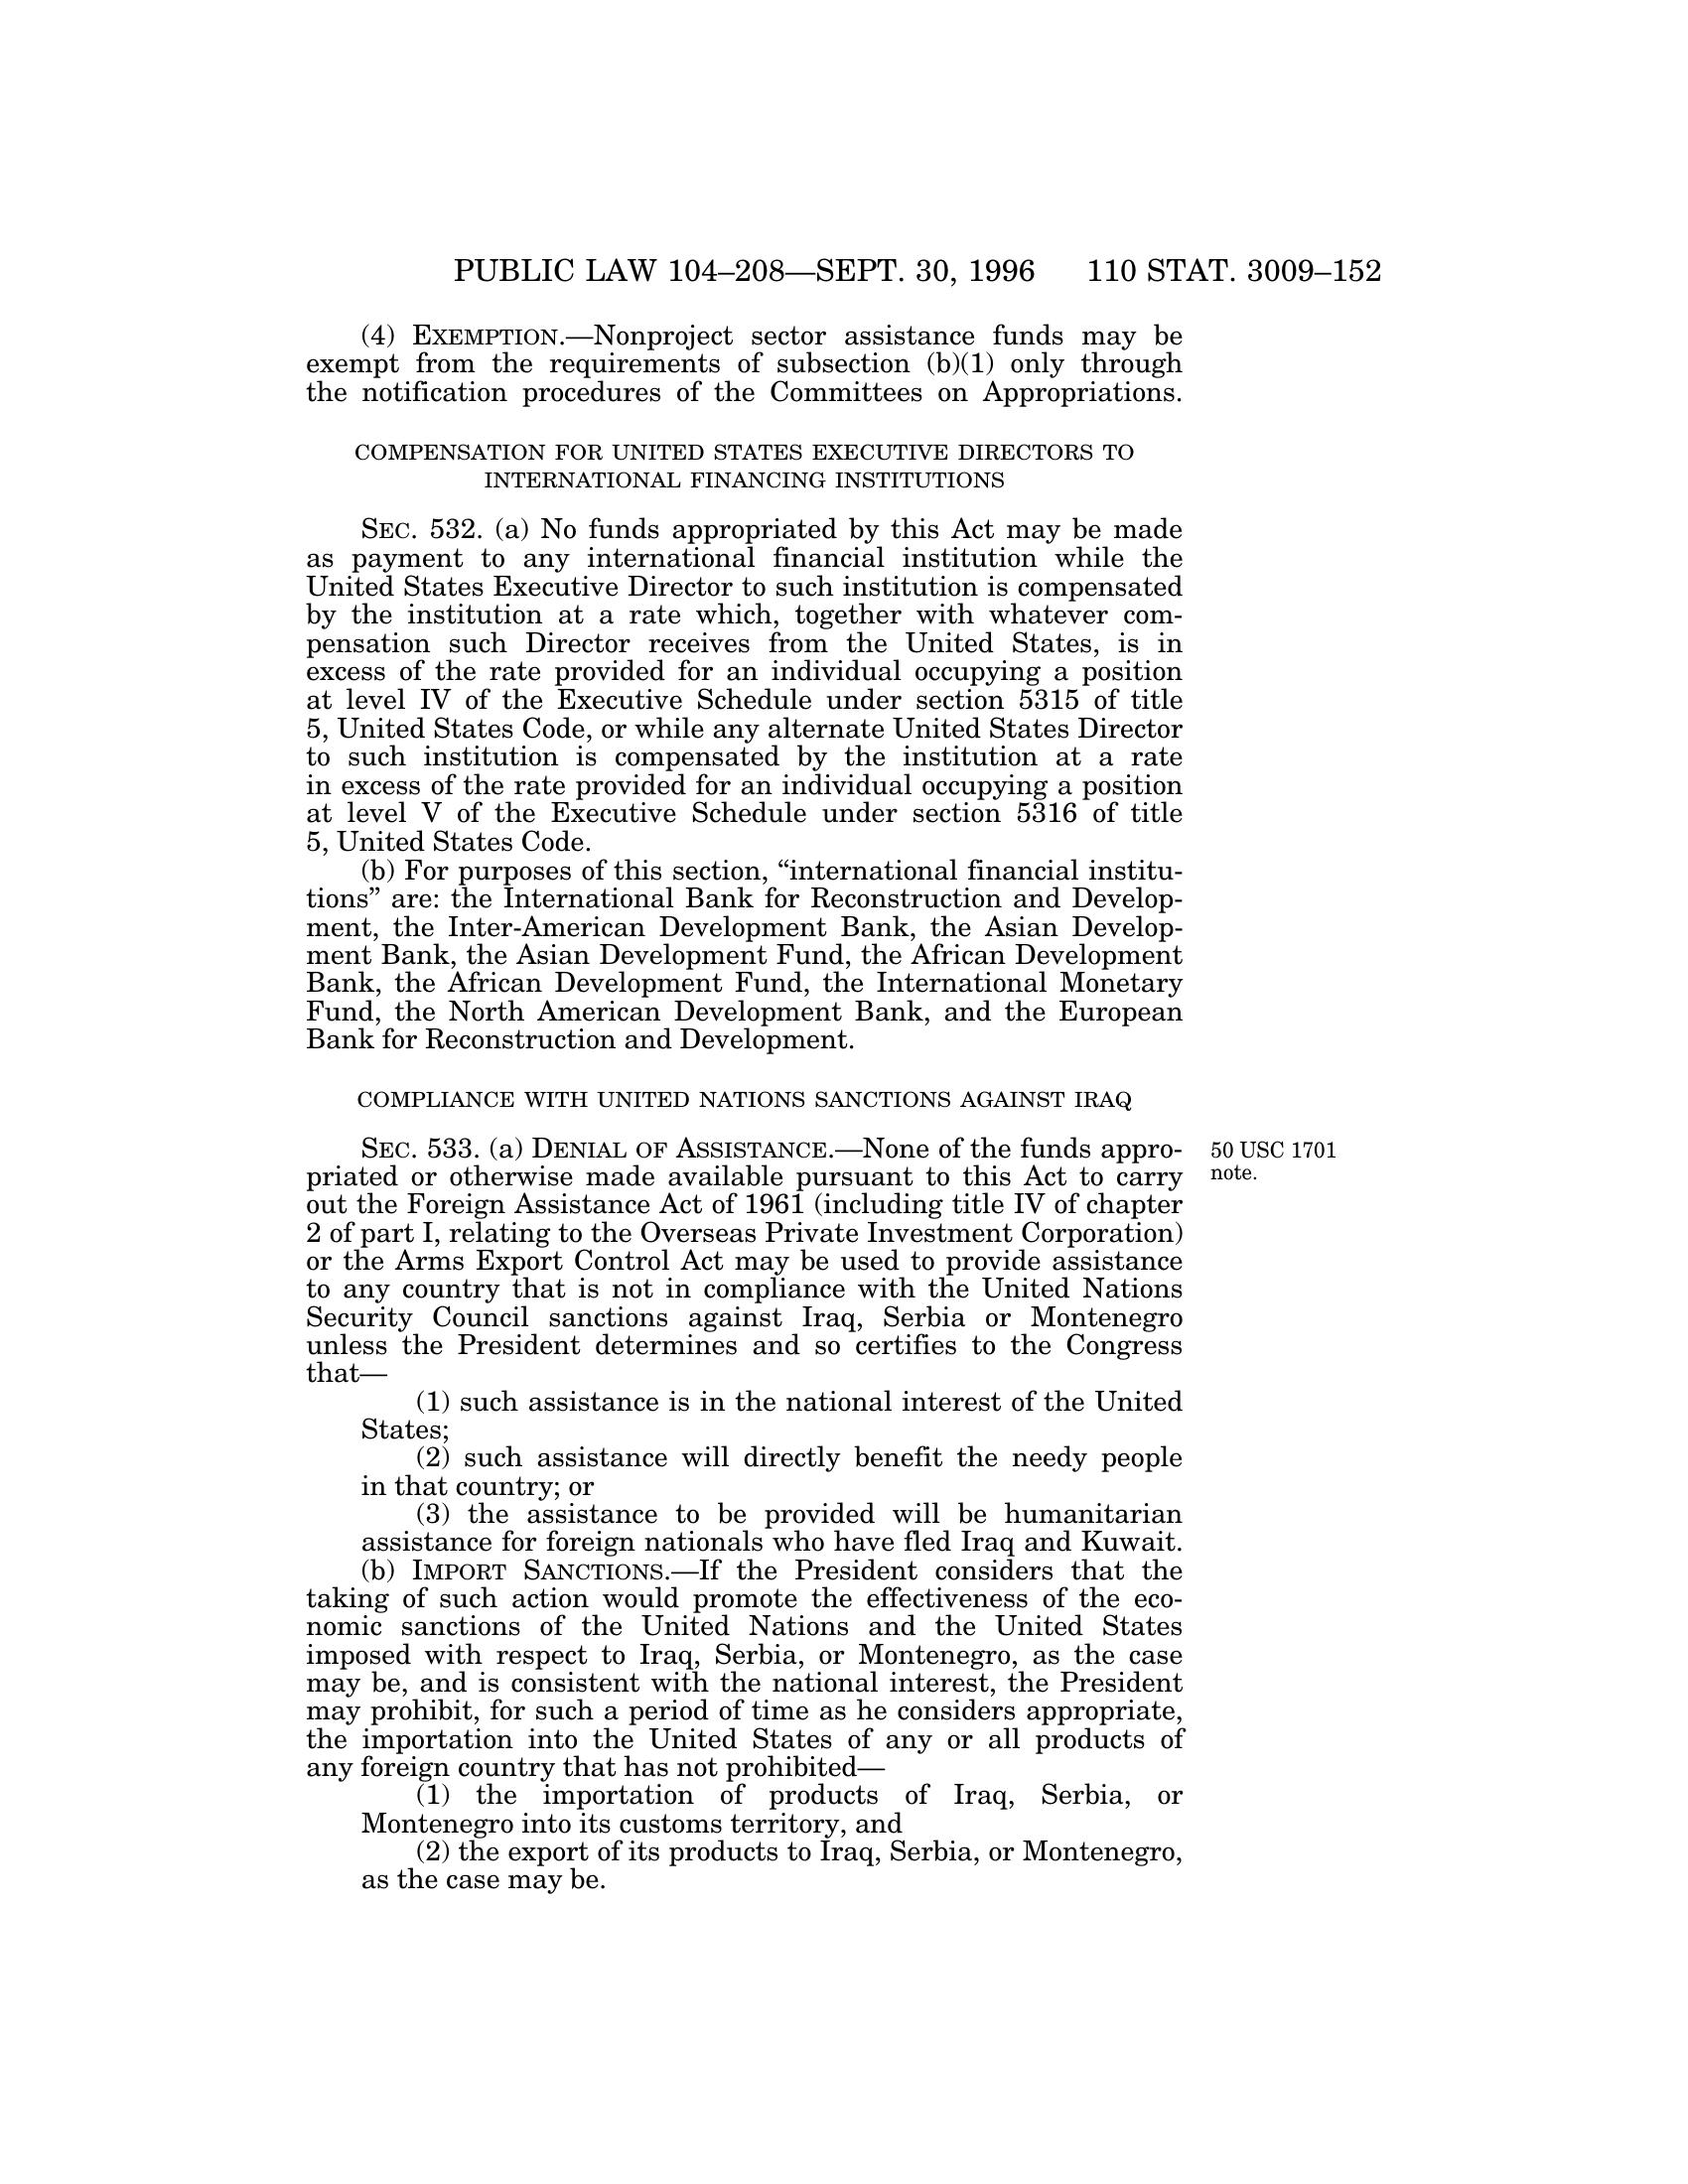 PUBLIC LAW 104–208—SEPT. 30, 1996 110 STAT. 3009–152
(4) EXEMPTION.—Nonproject sector assistance funds may be
exempt from the requirements of subsection (b)(1) only through
the notification procedures of the Committees on Appropriations.
COMPENSATION FOR UNITED STATES EXECUTIVE DIRECTORS TO
INTERNATIONAL FINANCING INSTITUTIONS
SEC. 532. (a) No funds appropriated by this Act may be made
as payment to any international financial institution while the
United States Executive Director to such institution is compensated
by the institution at a rate which, together with whatever com-
pensation such Director receives from the United States, is in
excess of the rate provided for an individual occupying a position
at level IV of the Executive Schedule under section 5315 of title
5, United States Code, or while any alternate United States Director
to such institution is compensated by the institution at a rate
in excess of the rate provided for an individual occupying a position
at level V of the Executive Schedule under section 5316 of title
5, United States Code.
(b) For purposes of this section, “international financial institu-
tions” are: the International Bank for Reconstruction and Develop-
ment, the Inter-American Development Bank, the Asian Develop-
ment Bank, the Asian Development Fund, the African Development
Bank, the African Development Fund, the International Monetary
Fund, the North American Development Bank, and the European
Bank for Reconstruction and Development.
COMPLIANCE WITH UNITED NATIONS SANCTIONS AGAINST IRAQ
SEC. 533. (a) DENIAL OF ASSISTANCE.—None of the funds appro-
priated or otherwise made available pursuant to this Act to carry
out the Foreign Assistance Act of 1961 (including title IV of chapter
2 of part I, relating to the Overseas Private Investment Corporation)
or the Arms Export Control Act may be used to provide assistance
to any country that is not in compliance with the United Nations
Security Council sanctions against Iraq, Serbia or Montenegro
unless the President determines and so certifies to the Congress
that—
(1) such assistance is in the national interest of the United
States;
(2) such assistance will directly benefit the needy people
in that country; or
(3) the assistance to be provided will be humanitarian
assistance for foreign nationals who have fled Iraq and Kuwait.
(b) IMPORT SANCTIONS.—If the President considers that the
taking of such action would promote the effectiveness of the eco-
nomic sanctions of the United Nations and the United States
imposed with respect to Iraq, Serbia, or Montenegro, as the case
may be, and is consistent with the national interest, the President
may prohibit, for such a period of time as he considers appropriate,
the importation into the United States of any or all products of
any foreign country that has not prohibited—
(1) the importation of products of Iraq, Serbia, or
Montenegro into its customs territory, and
(2) the export of its products to Iraq, Serbia, or Montenegro,
as the case may be.
50 USC 1701
note.